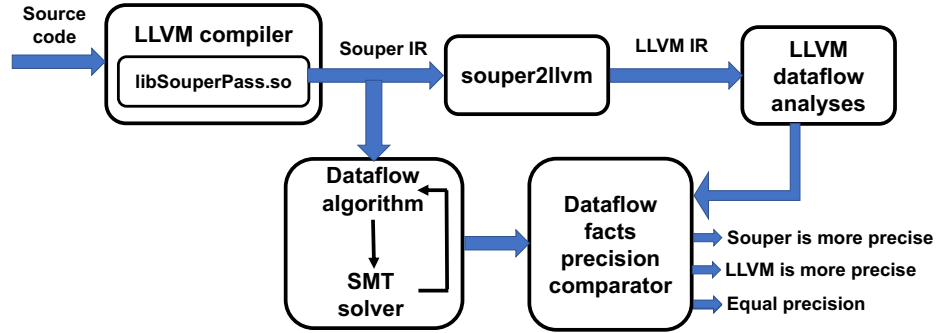 Source
code
LLVM compiler
libSouperPass.so
Souper IR
souper2llvm
LLVM IR
LLVM
dataflow
analyses
Dataflow
algorithm
SMT
solver
Dataflow
facts
precision
comparator
Souper is more precise
LLVM is more precise
Equal precision